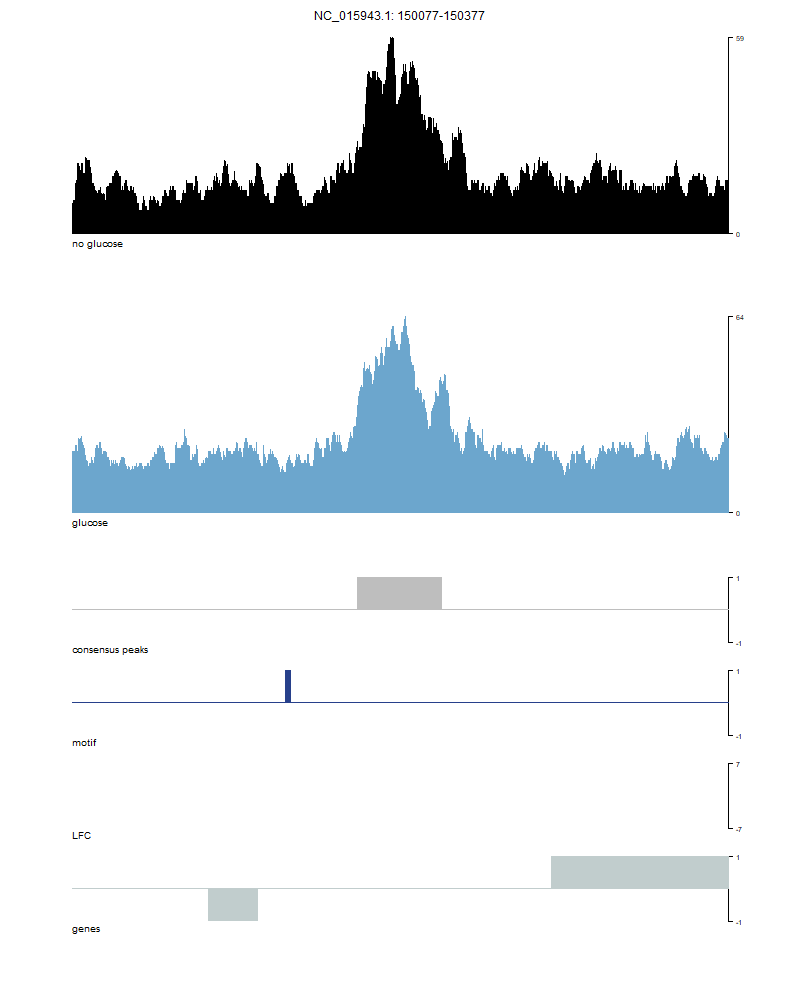 NC_015943.1: 150077-150377
59
0
no glucose
64
0
glucose
1
-1
consensus peaks
1
-1
motif
7
-7
LFC
1
-1
genes